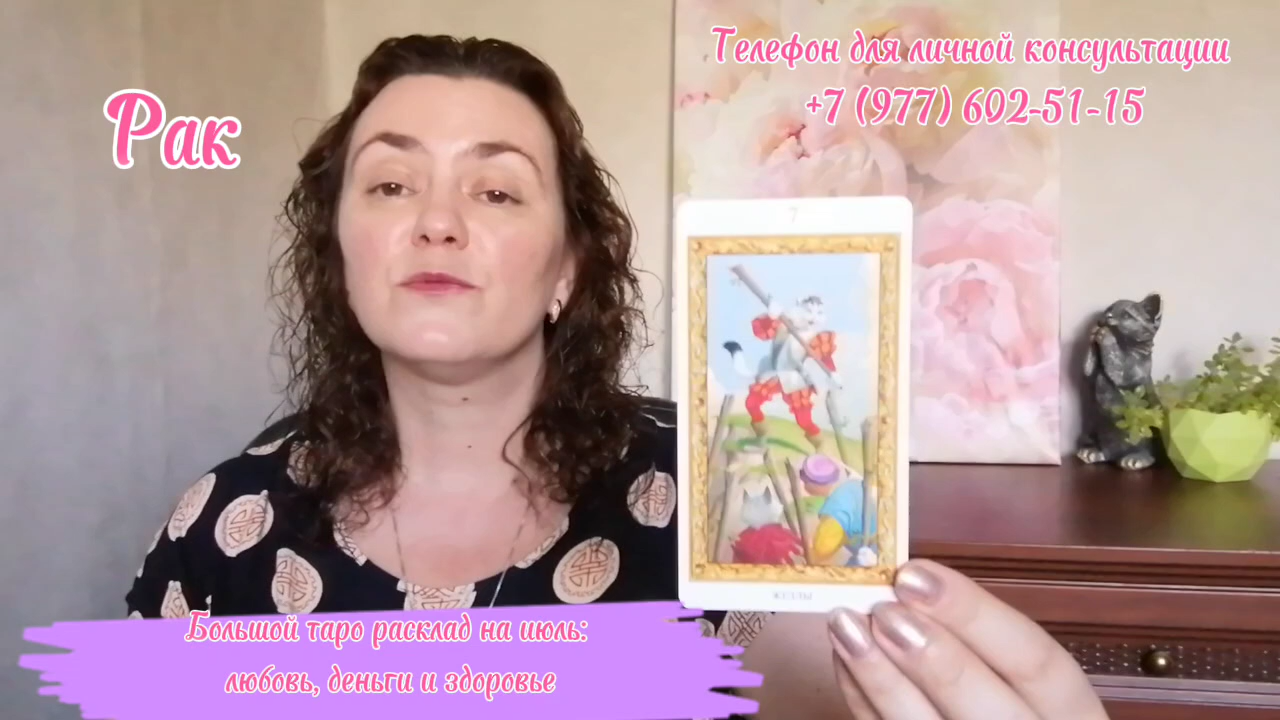 Рак
Телефон для личной консультации
+7 (977) 602-51-15
7
ЖЕЗЛЫ
Большой таро расклад на июль:
любовь, деньги и здоровье